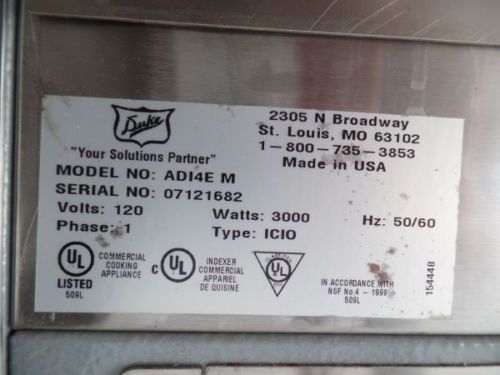 Duke
"Your Solutions Partner"
2305 N Broadway
St. Louis, MO 63102
1-800-735-3853
Made in USA
MODEL NO: ADI4E M
SERIAL NO: 07121682
Volts: 120 Watts: 3000 Hz: 50/60
Phase: 1 Type: ICIO
UL
LISTED
509L
COMMERCIAL
COOKING
APPLIANCE
C UL
INDEXER
COMMERCIAL
APPARIEL
DE QUISINE
UL
IN ACCORDANCE WITH
NSF No.4 - 1999
509L
154448